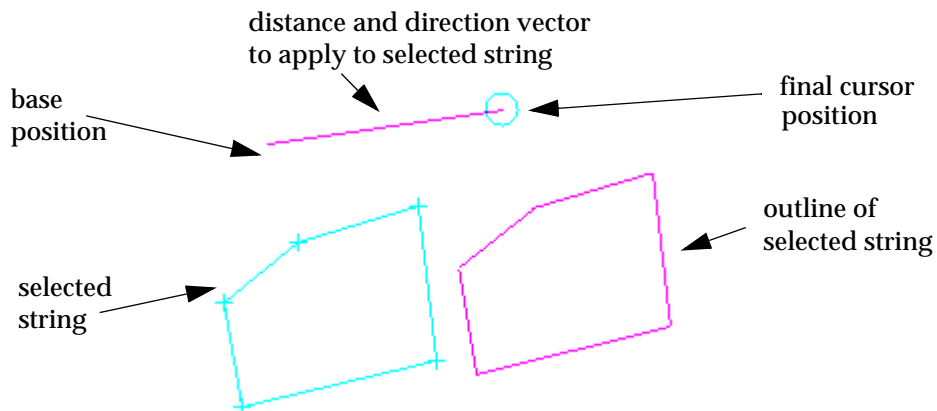 distance and direction vector
to apply to selected string
base
position
final cursor
position
outline of
selected string
selected
string